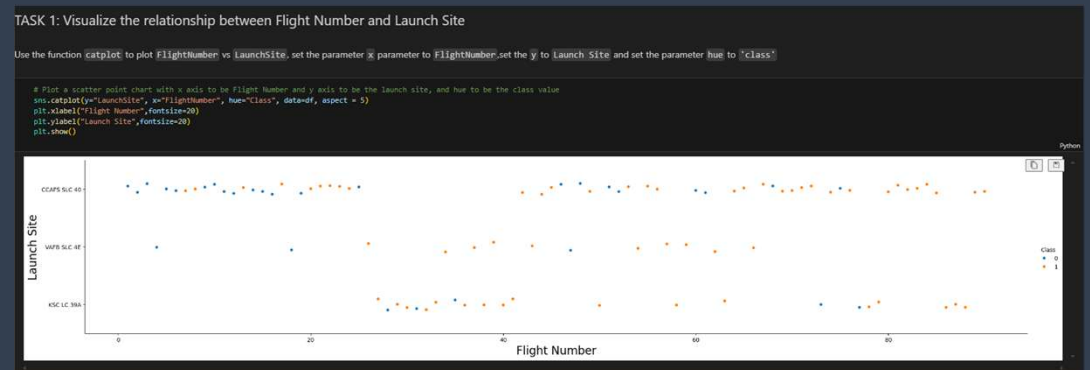 TASK 1: Visualize the relationship between Flight Number and Launch Site
Use the function catplot to plot FlightNumber vs LaunchSite, set the parameter x parameter to FlightNumber,set the y to Launch Site and set the parameter hue to 'class'
# Plot a scatter point chart with x axis to be Flight Number and y axis to be the launch site, and hue to be the class value
sns.catplot(y="LaunchSite", x="FlightNumber", hue="Class", data=df, aspect = 5)
plt.xlabel("Flight Number",fontsize=20)
plt.ylabel("Launch Site",fontsize=20)
plt.show()
Python
CCAFS SLC 40
VAFB SLC 4E
KSC LC 39A
Launch Site
Class
0
1
0 20 40 60 80
Flight Number